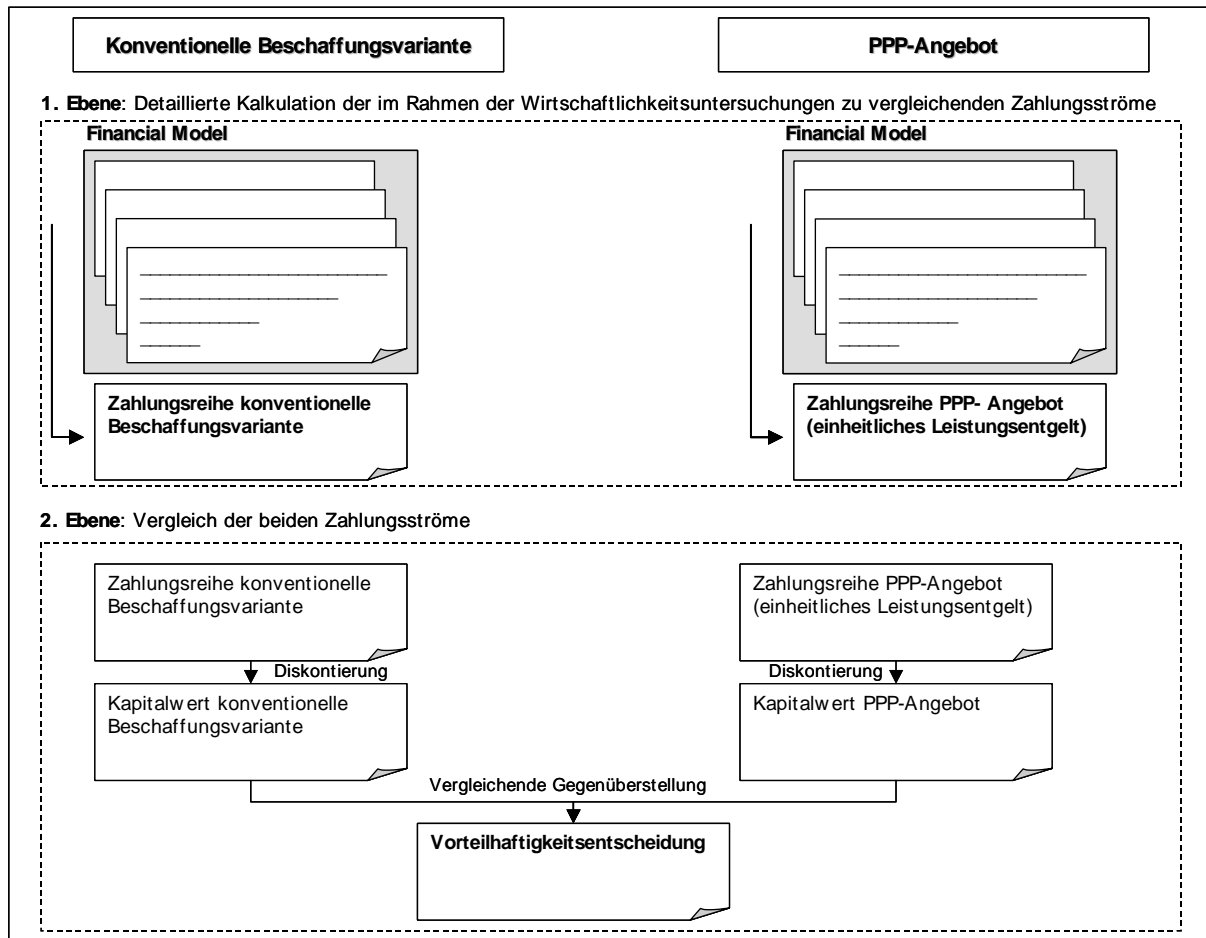 Konventionelle Beschaffungsvariante
PPP-Angebot
1. Ebene: Detaillierte Kalkulation der im Rahmen der Wirtschaftlichkeitsuntersuchungen zu vergleichenden Zahlungsströme
Financial Model
Financial Model
Zahlungsreihe konventionelle
Beschaffungsvariante
Zahlungsreihe PPP- Angebot
(einheitliches Leistungsentgelt)
2. Ebene: Vergleich der beiden Zahlungsströme
Zahlungsreihe konventionelle
Beschaffungsvariante
Zahlungsreihe PPP-Angebot
(einheitliches Leistungsentgelt)
Diskontierung
Diskontierung
Kapitalwert konventionelle
Beschaffungsvariante
Kapitalwert PPP-Angebot
Vergleichende Gegenüberstellung
Vorteilhaftigkeitsentscheidung